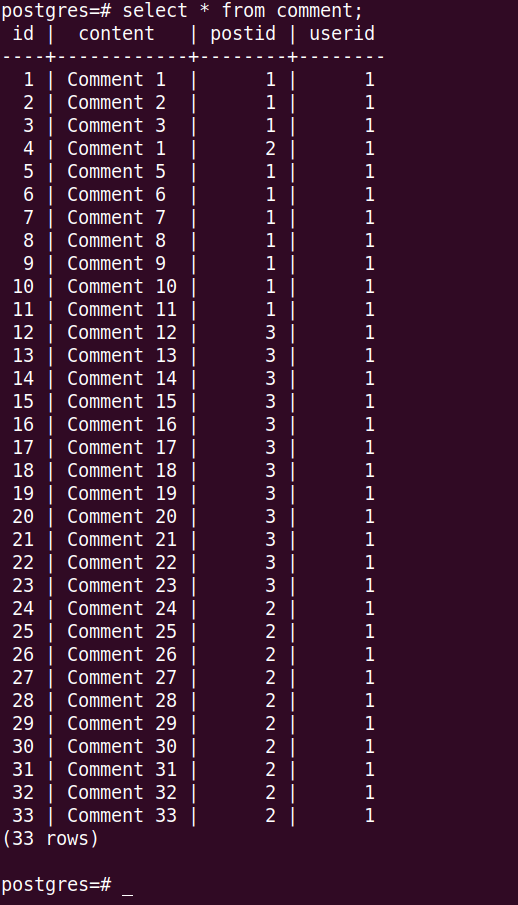 postgres=# select * from comment;
 id |  content   | postid | userid
----+------------+--------+--------
  1 | Comment 1  |      1 |      1
  2 | Comment 2  |      1 |      1
  3 | Comment 3  |      1 |      1
  4 | Comment 1  |      2 |      1
  5 | Comment 5  |      1 |      1
  6 | Comment 6  |      1 |      1
  7 | Comment 7  |      1 |      1
  8 | Comment 8  |      1 |      1
  9 | Comment 9  |      1 |      1
 10 | Comment 10 |      1 |      1
 11 | Comment 11 |      1 |      1
 12 | Comment 12 |      3 |      1
 13 | Comment 13 |      3 |      1
 14 | Comment 14 |      3 |      1
 15 | Comment 15 |      3 |      1
 16 | Comment 16 |      3 |      1
 17 | Comment 17 |      3 |      1
 18 | Comment 18 |      3 |      1
 19 | Comment 19 |      3 |      1
 20 | Comment 20 |      3 |      1
 21 | Comment 21 |      3 |      1
 22 | Comment 22 |      3 |      1
 23 | Comment 23 |      3 |      1
 24 | Comment 24 |      2 |      1
 25 | Comment 25 |      2 |      1
 26 | Comment 26 |      2 |      1
 27 | Comment 27 |      2 |      1
 28 | Comment 28 |      2 |      1
 29 | Comment 29 |      2 |      1
 30 | Comment 30 |      2 |      1
 31 | Comment 31 |      2 |      1
 32 | Comment 32 |      2 |      1
 33 | Comment 33 |      2 |      1
(33 rows)

postgres=# _